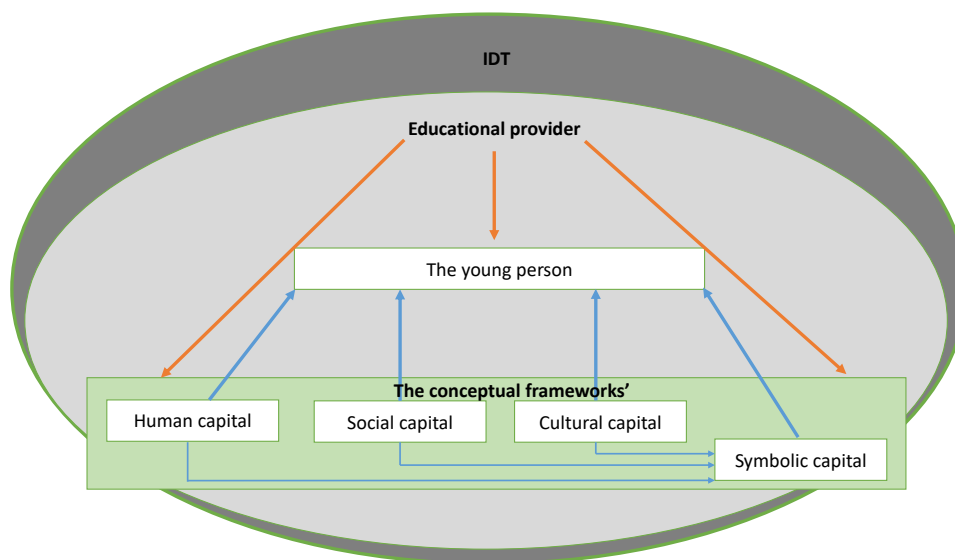 IDT
Educational provider
The young person
The conceptual frameworks’
Human capital
Social capital
Cultural capital
Symbolic capital